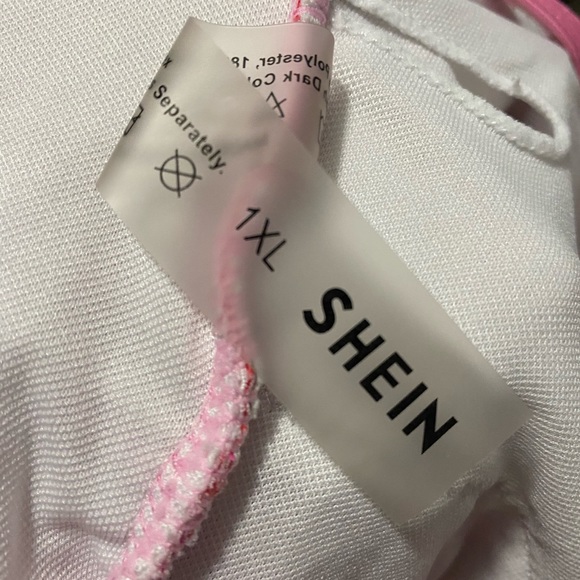 Separately.
1XL
SHEIN
polyester, 18
Dark Col